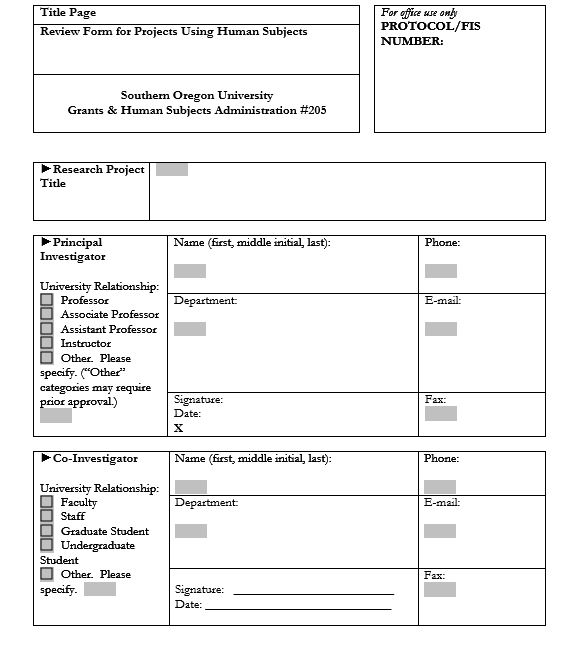 Title Page
Review Form for Projects Using Human Subjects
Southern Oregon University
Grants & Human Subjects Administration #205
For office use only
PROTOCOL/FIS
NUMBER:
►Research Project
Title
►Principal
Investigator
University Relationship:
Professor
Associate Professor
Assistant Professor
Instructor
Other. Please
specify. (“Other”
categories may require
prior approval.)
Name (first, middle initial, last):
Phone:
Department:
E-mail:
Signature:
Date:
X
Fax:
►Co-Investigator
University Relationship:
Faculty
Staff
Graduate Student
Undergraduate
Student
Other. Please
specify.
Name (first, middle initial, last):
Phone:
Department:
E-mail:
Signature:
Date:
Fax: